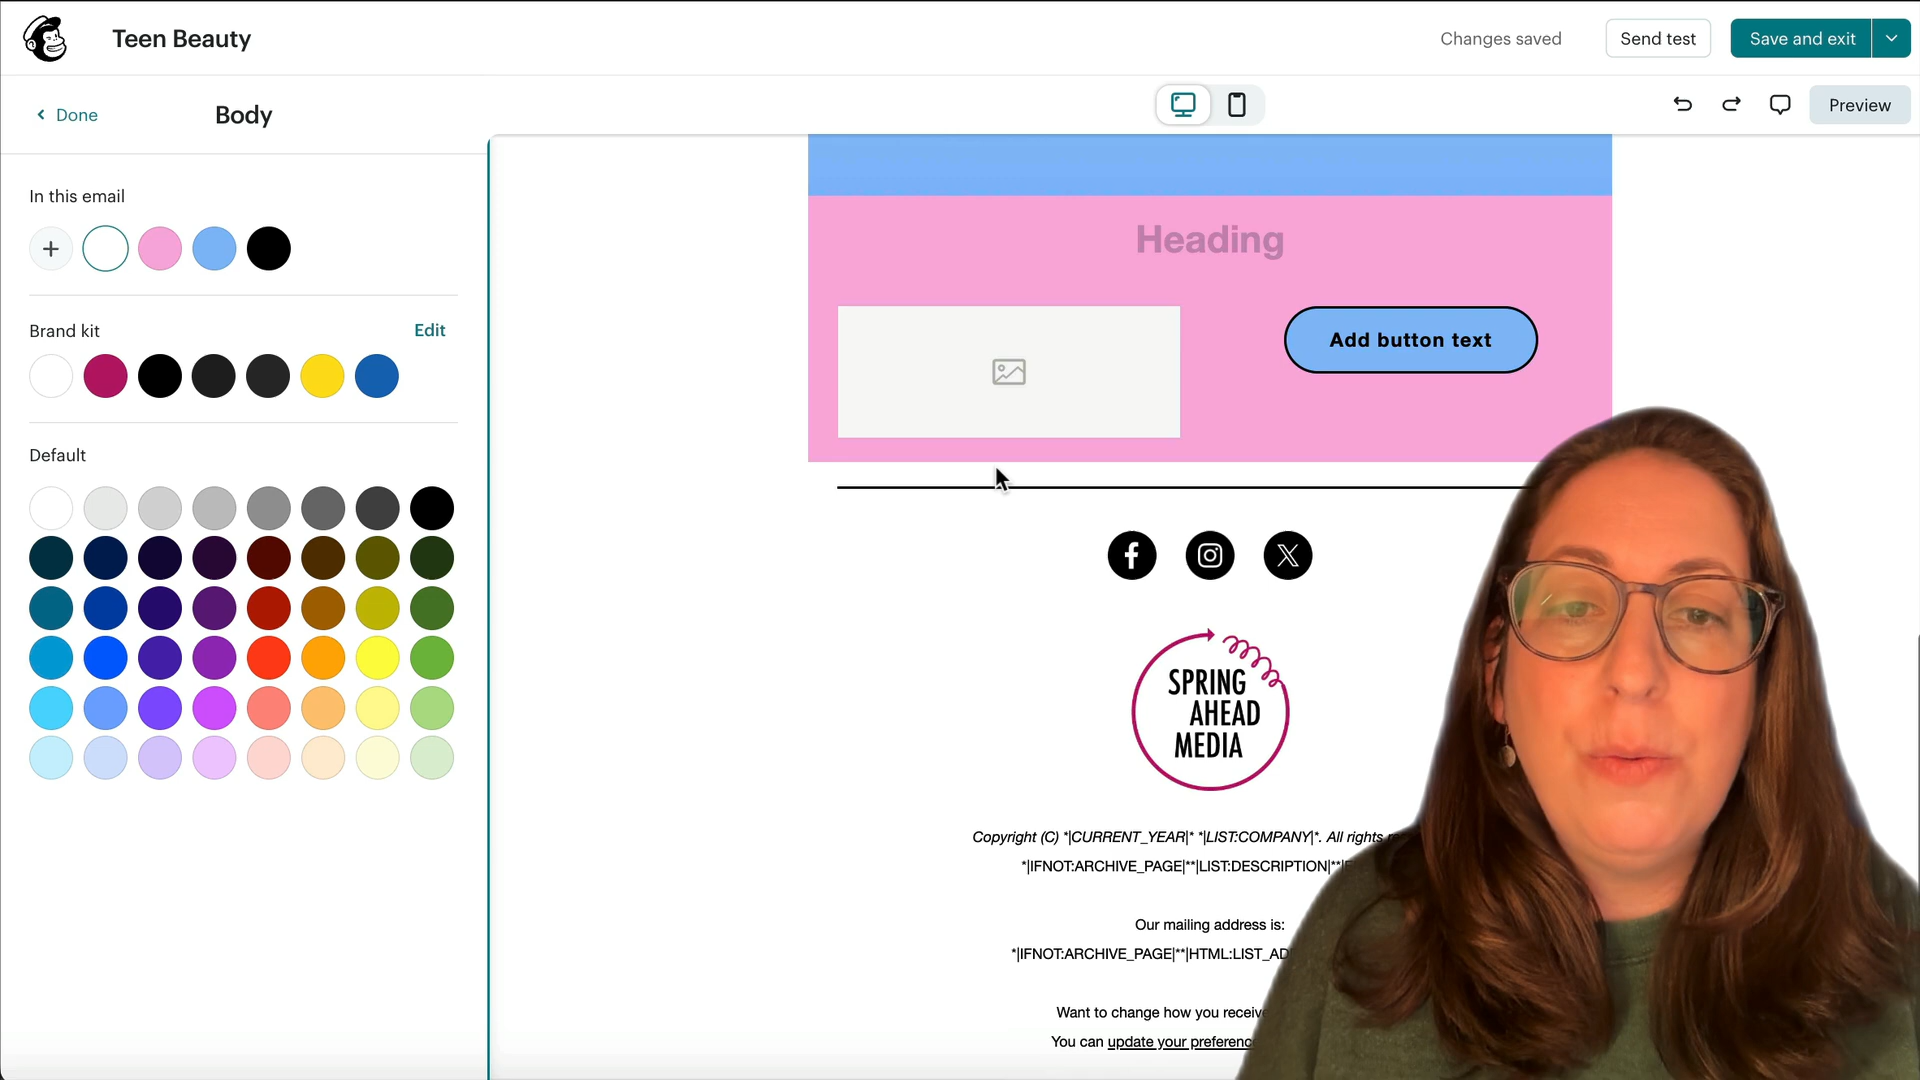 Teen Beauty
Changes saved
Send test
Save and exit
Done
Body
Preview
In this email
Brand kit
Edit
Default
Heading
Add button text
SPRING
AHEAD
MEDIA
Copyright (C) *|CURRENT_YEAR|* *|LIST:COMPANY|*. All rights
*|IFNOT:ARCHIVE_PAGE|**|LIST:DESCRIPTION|**|
Our mailing address is:
*|IFNOT:ARCHIVE_PAGE|**|HTML:LIST_AD
Want to change how you receive
You can update your preference